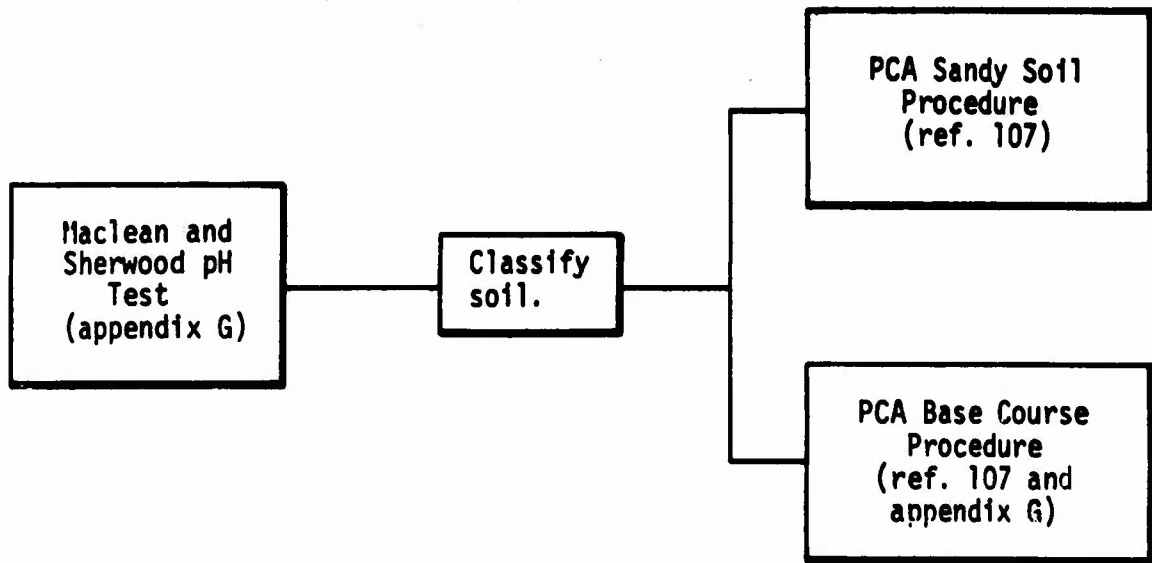 Maclean and
Sherwood pH
Test
(appendix G)
Classify
soil.
PCA Sandy Soil
Procedure
(ref. 107)
PCA Base Course
Procedure
(ref. 107 and
appendix G)